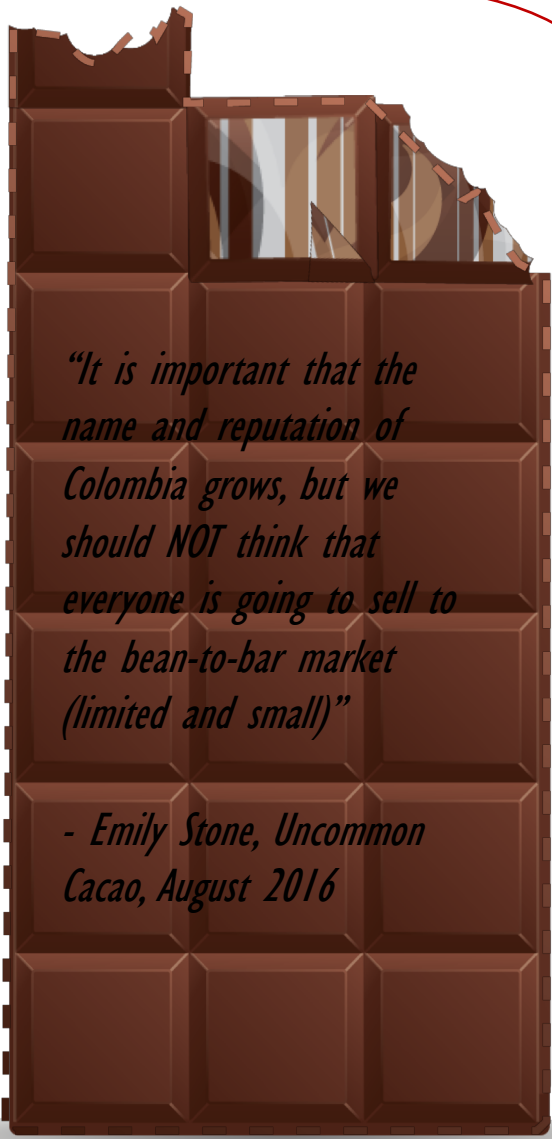 “It is important that the
name and reputation of
Colombia grows, but we
should NOT think that
everyone is going to sell to
the bean-to-bar market
(limited and small)”
- Emily Stone, Uncommon
Cacao, August 2016